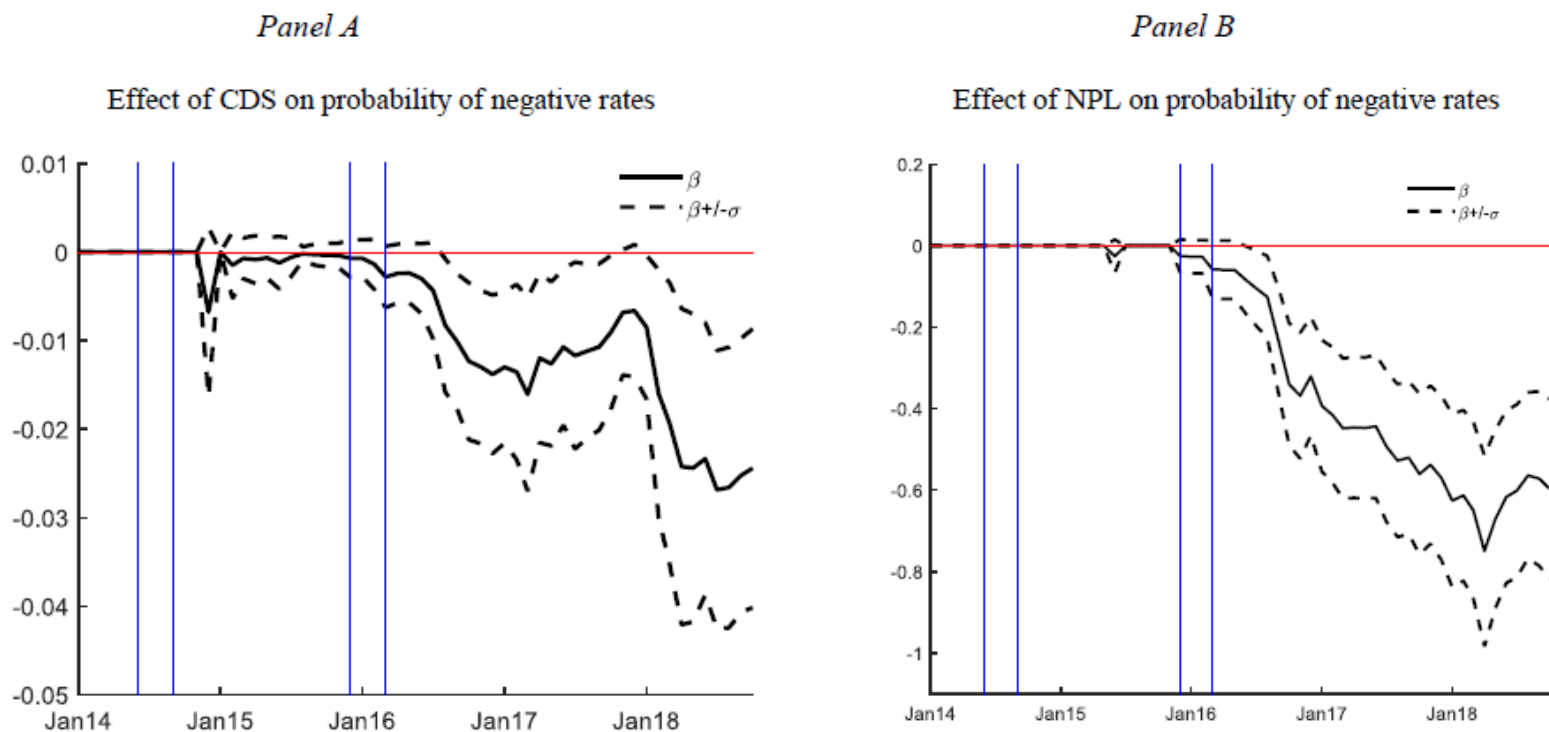 Panel A
Effect of CDS on probability of negative rates
0.01
0
-0.01
-0.02
-0.03
-0.04
-0.05
Jan14 Jan15 Jan16 Jan17 Jan18
β
β+/-σ
Panel B
Effect of NPL on probability of negative rates
0.2
0
-0.2
-0.4
-0.6
-0.8
-1
Jan14 Jan15 Jan16 Jan17 Jan18
β
β+/-σ